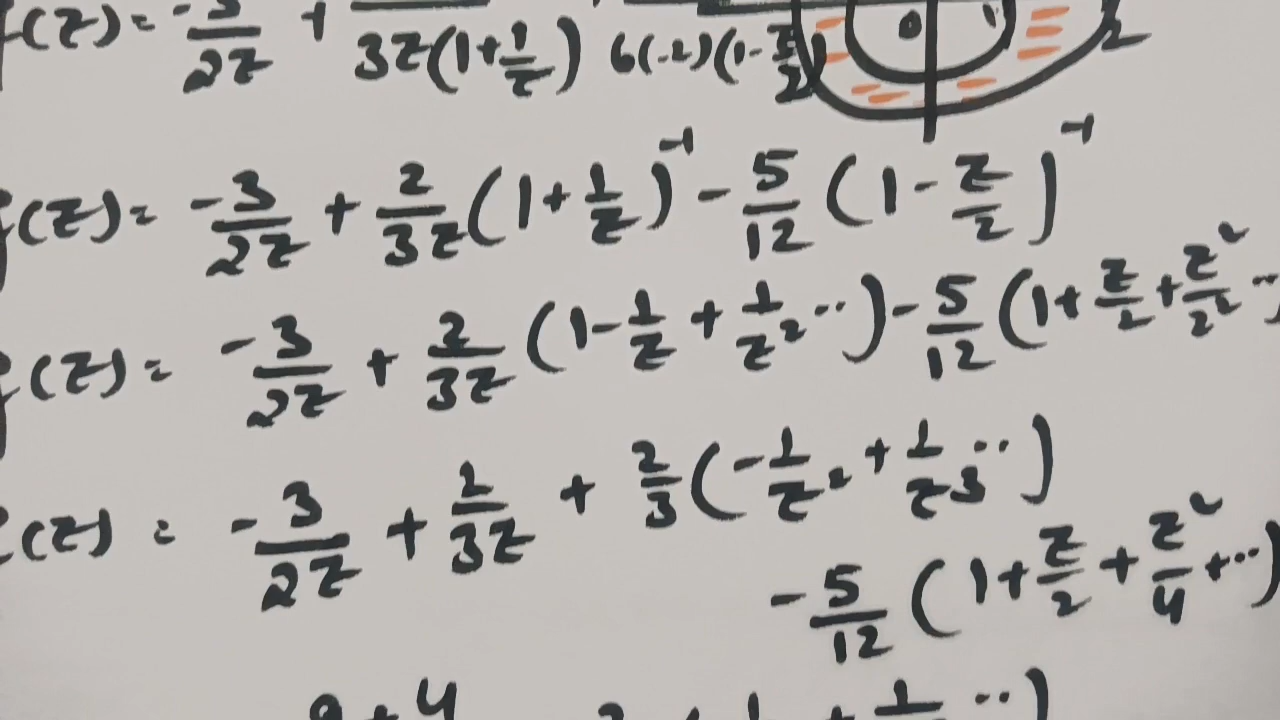 f(z) = -3/2z + 3z(1+1/z) 6(-2)(1-z/2) 0 1 2
f(z) = -3/2z + 2/3z (1+1/z)^-1 - 5/12 (1-z/2)^-1
f(z) = -3/2z + 2/3z (1-1/z+1/z²..) - 5/12 (1+z/2+z²/2²..)
f(z) = -3/2z + 2/3z + 2/3 (-1/z²+1/z3..)
-5/12 (1+z/2+z²/4+..)